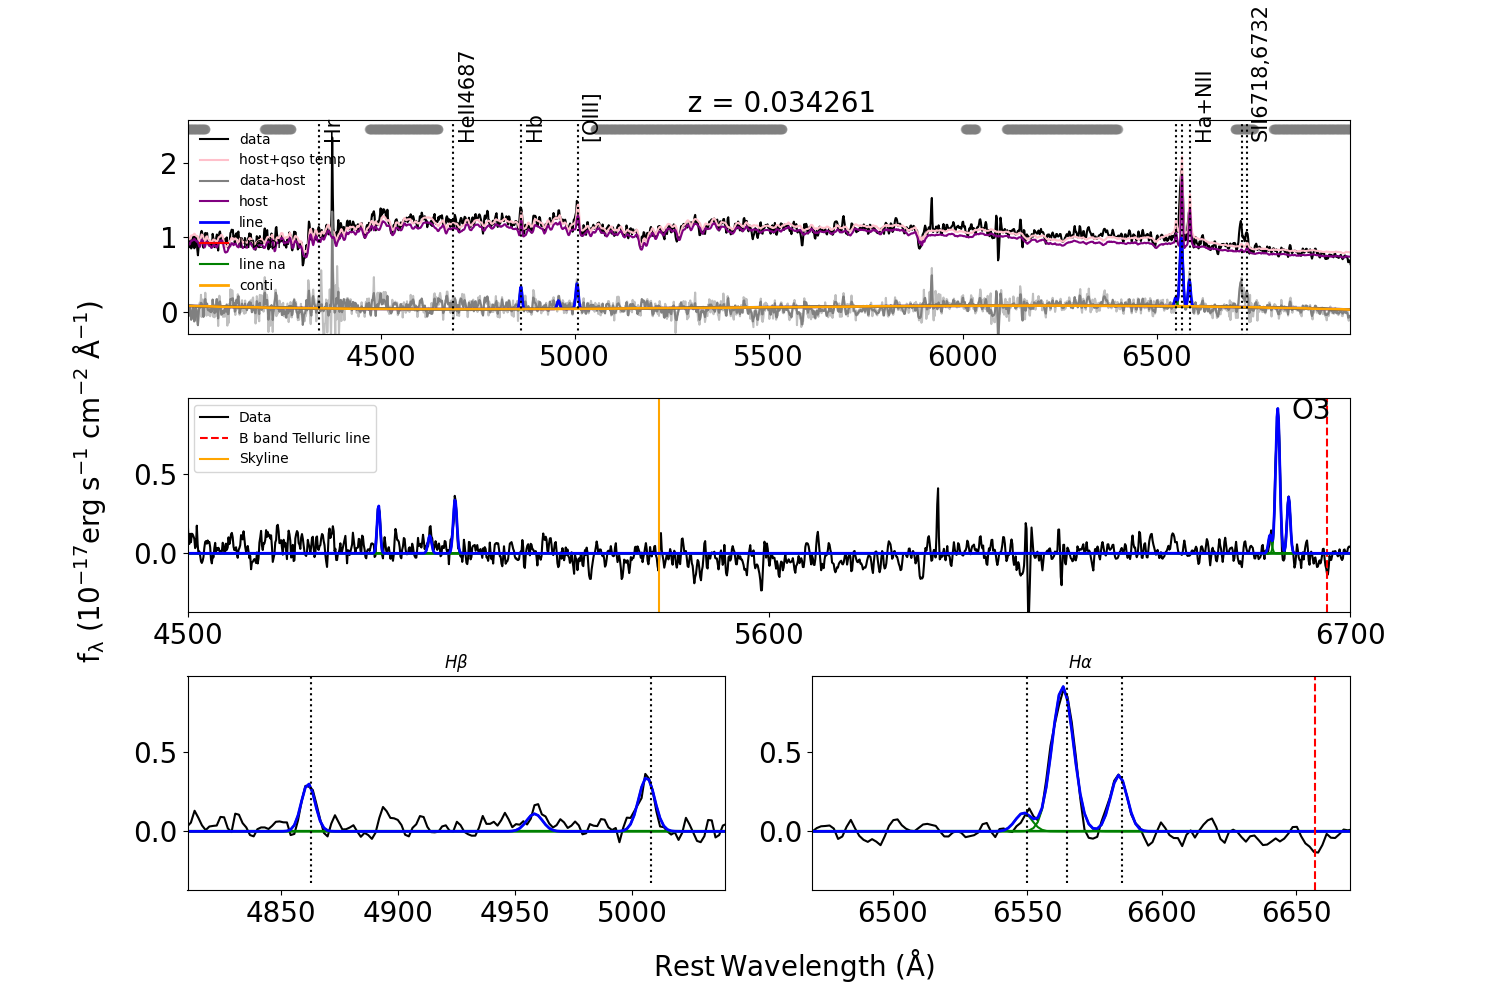 z = 0.034261
Hr
HeII4687
Hb
[OIII]
Ha+NII
SII6718,6732
data
host+qso temp
data-host
host
line
line na
conti
2
1
0
4500 5000 5500 6000 6500
Data
B band Telluric line
Skyline
O3
0.5
0.0
4500 5600 6700
fλ (10−17erg s−1 cm−2 Å−1)
Hβ
0.5
0.0
4850 4900 4950 5000
Hα
0.5
0.0
6500 6550 6600 6650
Rest Wavelength (Å)